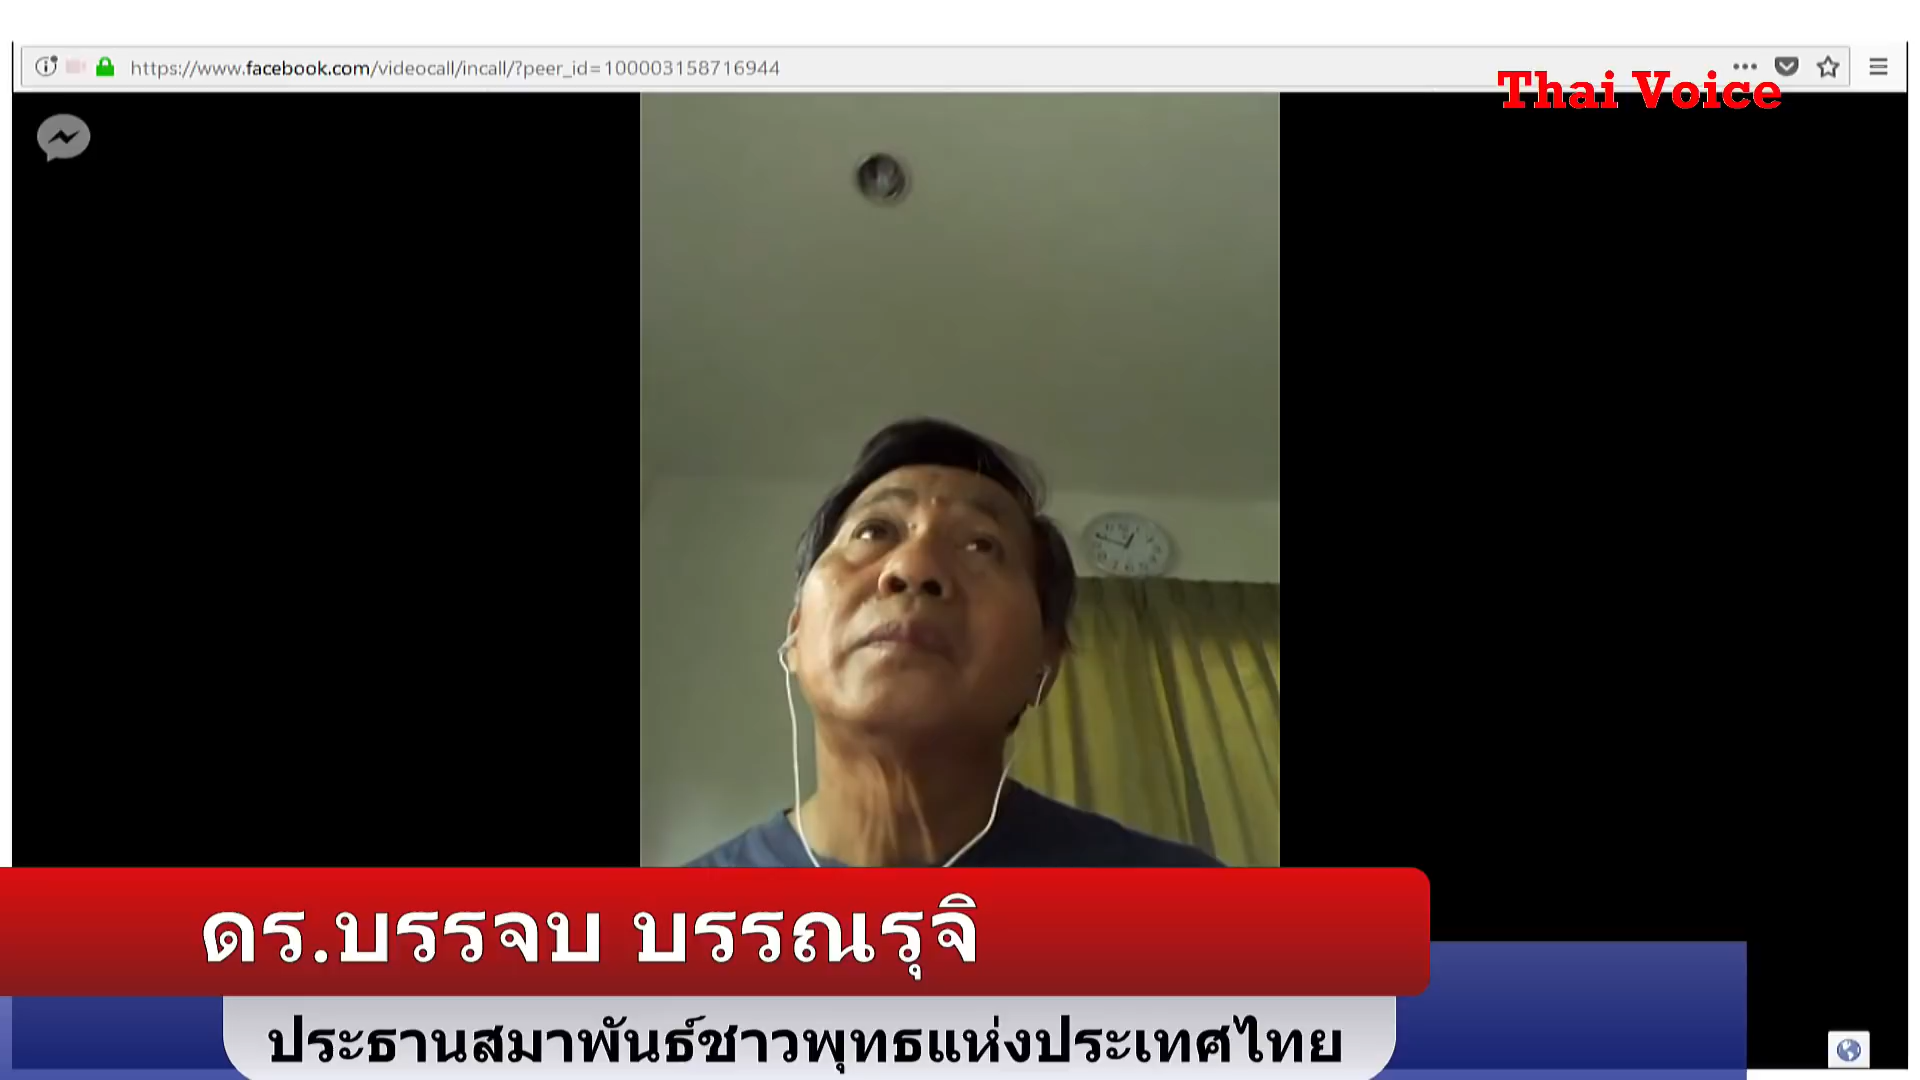 https://www.facebook.com/videocall/incall/?peer_id=100003158716944
Thai Voice
ดร.บรรจบ บรรณรุจิ
ประธานสมาพันธ์ชาวพุทธแห่งประเทศไทย